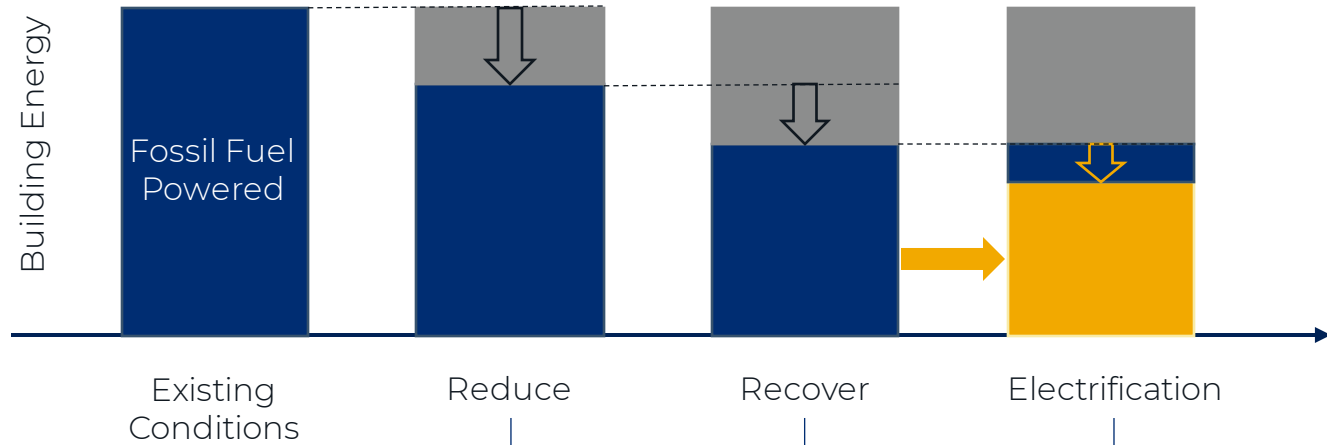 Building Energy
Fossil Fuel
Powered
Existing
Conditions
Reduce
Recover
Electrification